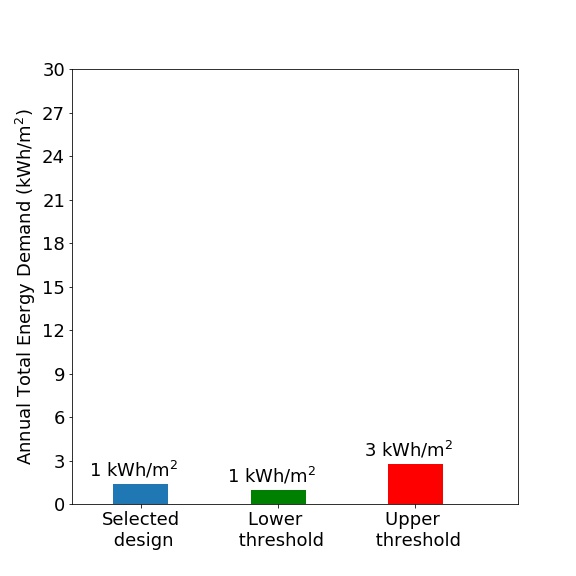 30
27
24
21
18
15
12
9
6
3
0
Annual Total Energy Demand (kWh/m²)
1 kWh/m²
1 kWh/m²
3 kWh/m²
Selected
design
Lower
threshold
Upper
threshold